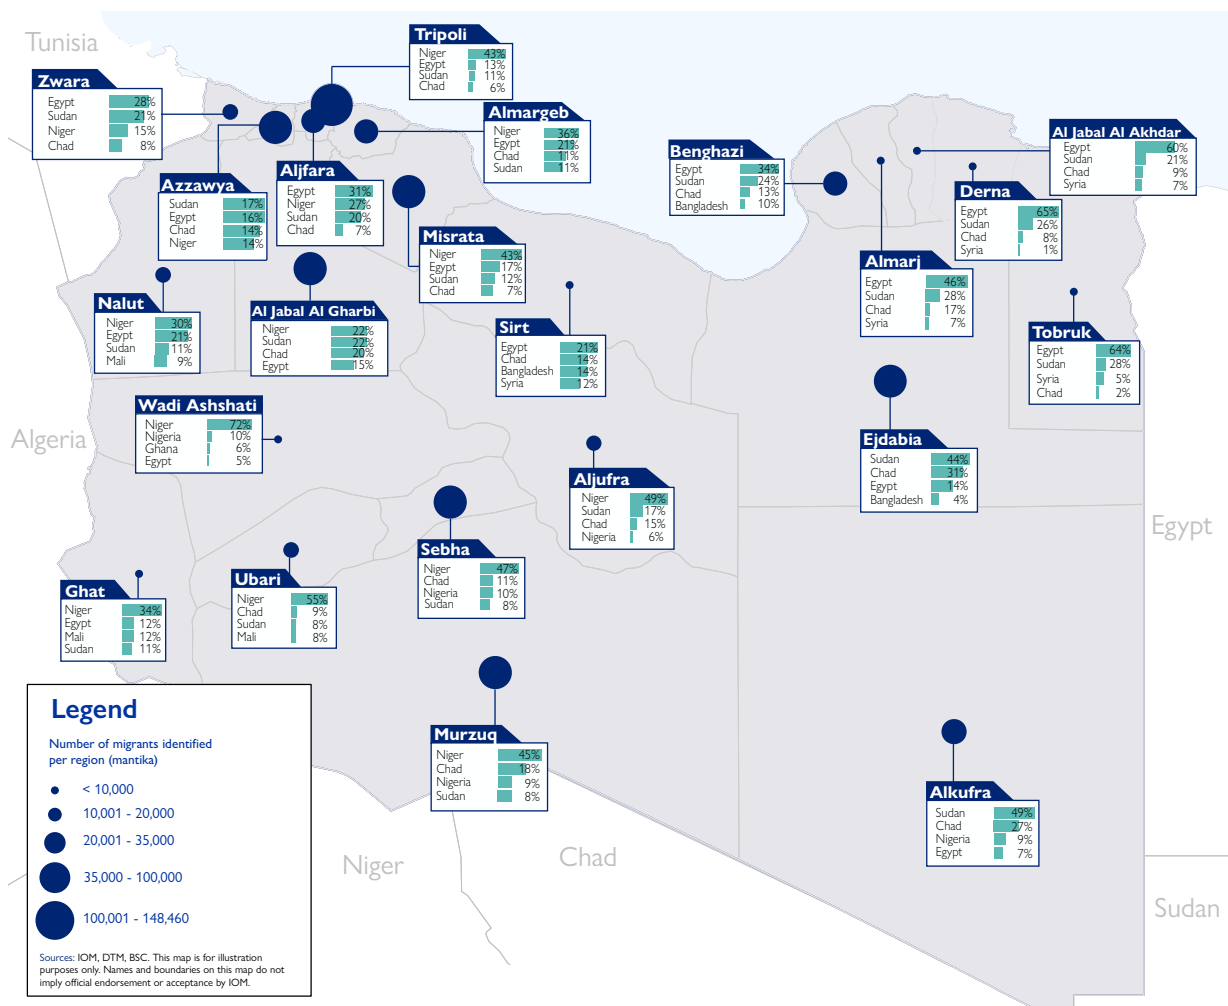 Tunisia
Tripoli
Niger 43%
Egypt 13%
Sudan 11%
Chad 6%
Zwara
Egypt 28%
Sudan 21%
Niger 15%
Chad 8%
Almargeb
Niger 36%
Egypt 21%
Chad 11%
Sudan 11%
Al Jabal Al Akhdar
Egypt 60%
Sudan 21%
Chad 9%
Syria 7%
Benghazi
Egypt 34%
Sudan 24%
Chad 13%
Bangladesh 10%
Aljfara
Egypt 31%
Niger 27%
Sudan 20%
Chad 7%
Azzawya
Sudan 17%
Egypt 16%
Chad 14%
Niger 14%
Derna
Egypt 65%
Sudan 26%
Chad 8%
Syria 1%
Misrata
Niger 43%
Egypt 17%
Sudan 12%
Chad 7%
Almarj
Egypt 46%
Sudan 28%
Chad 17%
Syria 7%
Nalut
Niger 30%
Egypt 21%
Sudan 11%
Mali 9%
Al Jabal Al Gharbi
Niger 22%
Sudan 22%
Chad 20%
Egypt 15%
Sirt
Egypt 21%
Chad 14%
Bangladesh 14%
Syria 12%
Tobruk
Egypt 64%
Sudan 28%
Syria 5%
Chad 2%
Wadi Ashshati
Niger 72%
Nigeria 10%
Ghana 6%
Egypt 5%
Algeria
Ejdabia
Sudan 44%
Chad 31%
Egypt 14%
Bangladesh 4%
Aljufra
Niger 49%
Sudan 17%
Chad 15%
Nigeria 6%
Egypt
Sebha
Niger 47%
Chad 11%
Nigeria 10%
Sudan 8%
Ubari
Niger 55%
Chad 9%
Sudan 8%
Mali 8%
Ghat
Niger 34%
Egypt 12%
Mali 12%
Sudan 11%
Murzuq
Niger 45%
Chad 18%
Nigeria 9%
Sudan 8%
Alkufra
Sudan 49%
Chad 27%
Nigeria 9%
Egypt 7%
Niger
Chad
Sudan
Legend
Number of migrants identified
per region (mantika)
< 10,000
10,001 - 20,000
20,001 - 35,000
35,000 - 100,000
100,001 - 148,460
Sources: IOM, DTM, BSC. This map is for illustration
purposes only. Names and boundaries on this map do not
imply official endorsement or acceptance by IOM.